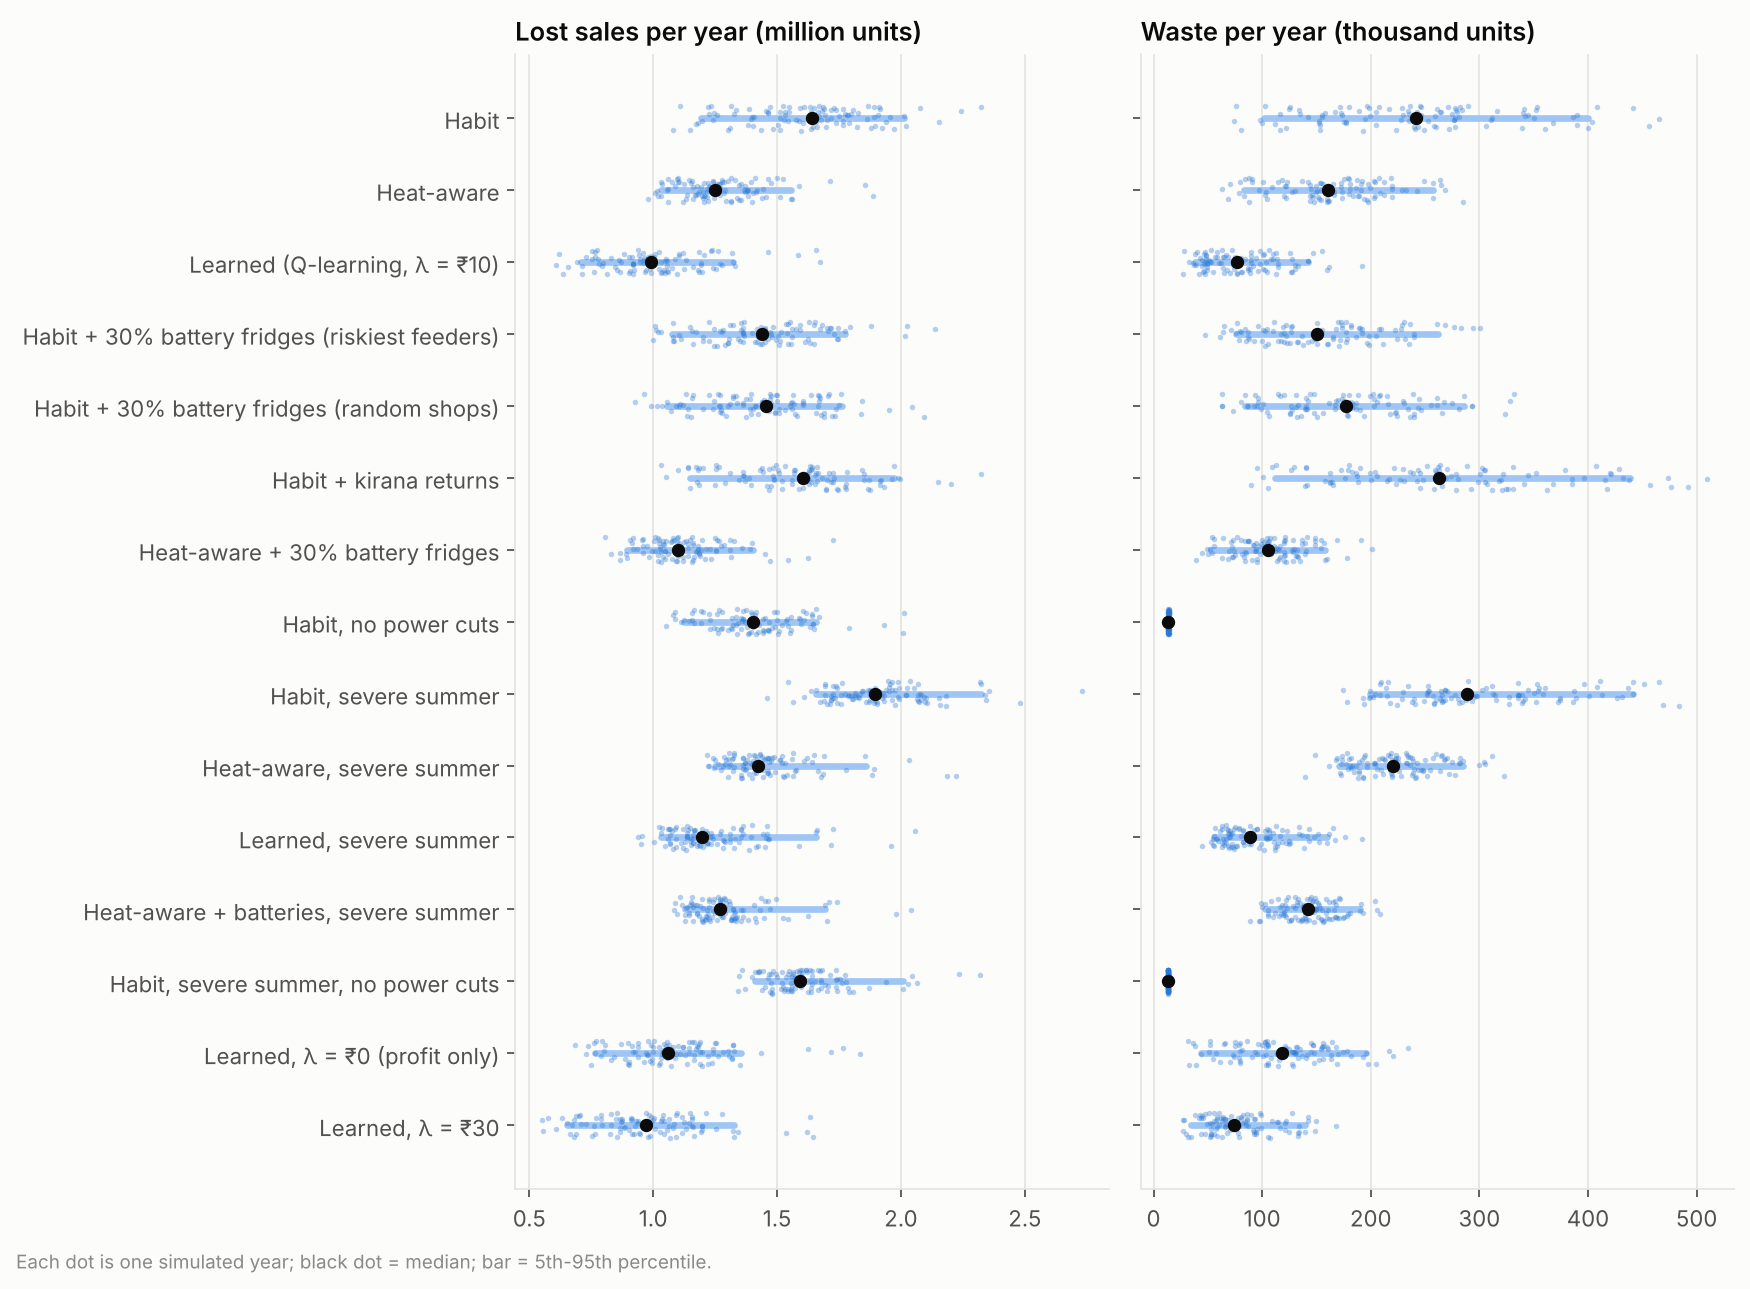 Lost sales per year (million units)
Waste per year (thousand units)
Habit
Heat-aware
Learned (Q-learning, λ = ₹10)
Habit + 30% battery fridges (riskiest feeders)
Habit + 30% battery fridges (random shops)
Habit + kirana returns
Heat-aware + 30% battery fridges
Habit, no power cuts
Habit, severe summer
Heat-aware, severe summer
Learned, severe summer
Heat-aware + batteries, severe summer
Habit, severe summer, no power cuts
Learned, λ = ₹0 (profit only)
Learned, λ = ₹30
0.5 1.0 1.5 2.0 2.5
0 100 200 300 400 500
Each dot is one simulated year; black dot = median; bar = 5th-95th percentile.